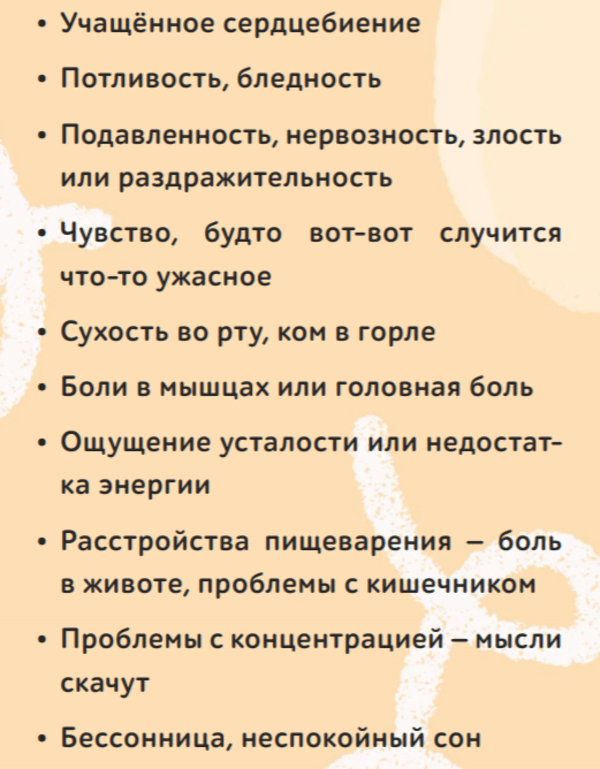 • Учащённое сердцебиение
• Потливость, бледность
• Подавленность, нервозность, злость
или раздражительность
• Чувство, будто вот-вот случится
что-то ужасное
• Сухость во рту, ком в горле
• Боли в мышцах или головная боль
• Ощущение усталости или недостат-
ка энергии
• Расстройства пищеварения – боль
в животе, проблемы с кишечником
• Проблемы с концентрацией – мысли
скачут
• Бессонница, неспокойный сон